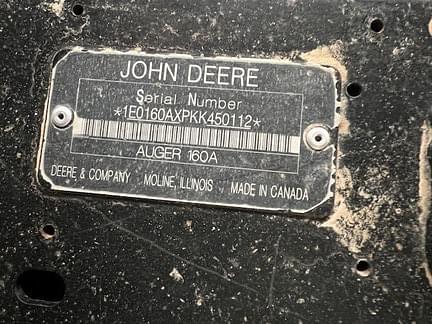 JOHN DEERE
Serial Number
*1E0160AXPKK450112*
AUGER 160A
DEERE & COMPANY MOLINE, ILLINOIS MADE IN CANADA